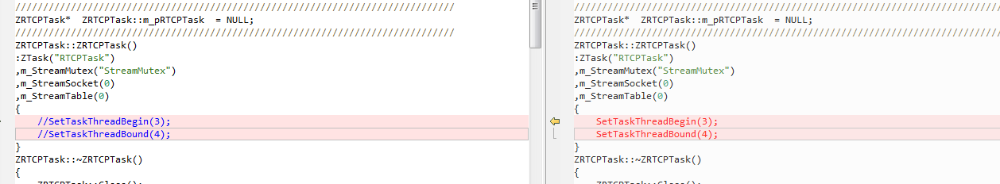 ////////////////////////////////////////////////////////////////////////////////
ZRTCPTask*  ZRTCPTask::m_pRTCPTask  = NULL;
////////////////////////////////////////////////////////////////////////////////
ZRTCPTask::ZRTCPTask()
:ZTask("RTCPTask")
,m_StreamMutex("StreamMutex")
,m_StreamSocket(0)
,m_StreamTable(0)
{
    //SetTaskThreadBegin(3);
    //SetTaskThreadBound(4);
}
ZRTCPTask::~ZRTCPTask()
{
    ZRTCPTask::Close();
m
////////////////////////////////////////////////////////////////////////////////
ZRTCPTask*  ZRTCPTask::m_pRTCPTask  = NULL;
////////////////////////////////////////////////////////////////////////////////
ZRTCPTask::ZRTCPTask()
:ZTask("RTCPTask")
,m_StreamMutex("StreamMutex")
,m_StreamSocket(0)
,m_StreamTable(0)
{
    SetTaskThreadBegin(3);
    SetTaskThreadBound(4);
}
ZRTCPTask::~ZRTCPTask()
{
    ZRTCPTask::Close();